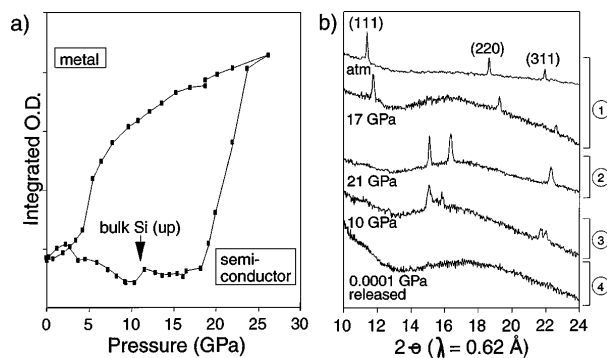 a)
metal
Integrated O.D.
bulk Si (up)
semi-
conductor
0 5 10 15 20 25 30
Pressure (GPa)
b)
(111)
(220)
(311)
atm
17 GPa
1
21 GPa
2
10 GPa
3
0.0001 GPa
released
4
10 12 14 16 18 20 22 24
2 ɵ (λ = 0.62 Å)